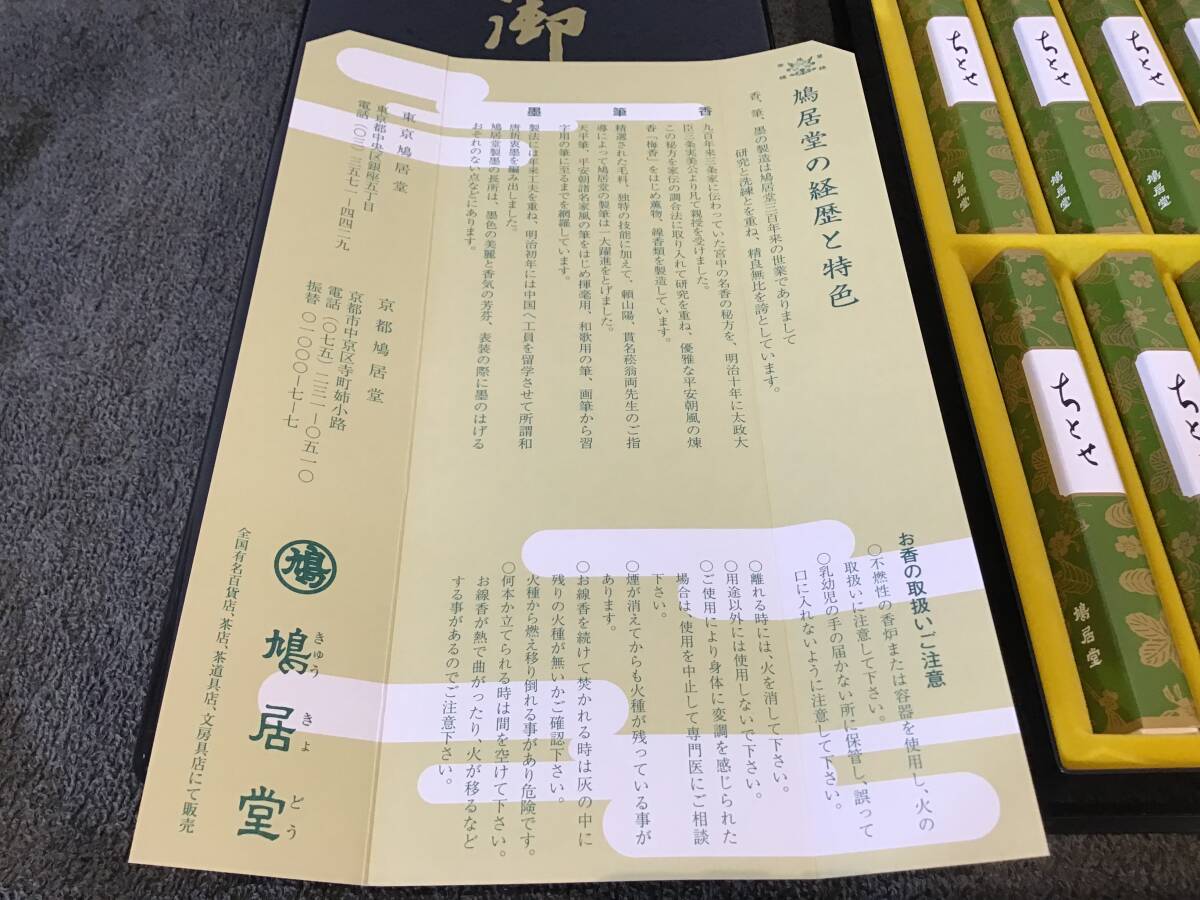 御
鳩居堂の経歴と特色
香、筆、墨の製造は鳩居堂三百年来の世業でありまして
研究と洗練とを重ね、精良無比を誇としています。
香
九百年来三条家に伝わっていた宮中の名香の秘方を、明治十年に太政大
臣三条実美公より凡て親授を受けました。
この秘方を家伝の調合法に取り入れて研究を重ね、優雅な平安朝風の煉
香「梅香」をはじめ薫物、線香類を製造しています。
筆
精選された毛料、独特の技能に加えて、頼山陽、貫名菘翁両先生のご指
導によって鳩居堂の製筆は一大躍進をとげました。
天平筆、平安朝諸名家風の筆をはじめ揮毫用、和歌用の筆、画筆から習
字用の筆に至るまでを網羅しています。
墨
製法には年来工夫を重ね、明治初年には中国へ工員を留学させて所謂和
唐折衷墨を編み出しました。
鳩居堂製墨の長所は、墨色の美麗と香気の芳芬、表装の際に墨のはげる
おそれのない点などにあります。
東京鳩居堂
東京都中央区銀座五丁目
電話(〇三)三五七一―四四二九
京都鳩居堂
京都市中京区寺町姉小路
電話(〇七五)二三一―〇五一〇
振替〇一〇〇〇―七―七
お香の取扱いご注意
○不燃性の香炉または容器を使用し、火の
取扱いに注意して下さい。
○乳幼児の手の届かない所に保管し、誤って
口に入れないように注意して下さい。
○離れる時には、火を消して下さい。
○用途以外には使用しないで下さい。
○ご使用により身体に変調を感じられた
場合は、使用を中止して専門医にご相談
下さい。
○煙が消えてからも火種が残っている事が
あります。
○お線香を続けて焚かれる時は灰の中に
残りの火種が無いかご確認下さい。
火種から燃え移り倒れる事があり危険です。
○何本か立てられる時は間を空けて下さい。
お線香が熱で曲がったり、火が移るなど
する事があるのでご注意下さい。
鳩
鳩居堂
きゅうきょどう
全国有名百貨店、茶店、茶道具店、文房具店にて販売
ちとせ
鳩居堂
ちとせ
鳩居堂
ちとせ
鳩居堂
ちとせ
鳩居堂